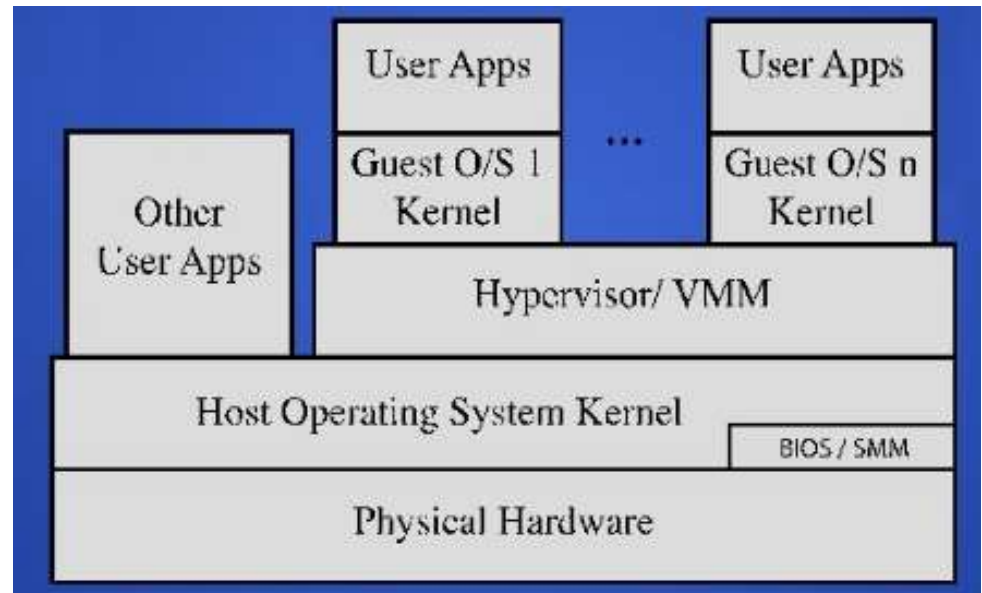 User Apps
User Apps
...
Guest O/S 1
Kernel
Guest O/S n
Kernel
Other
User Apps
Hypervisor/ VMM
Host Operating System Kernel
BIOS / SMM
Physical Hardware